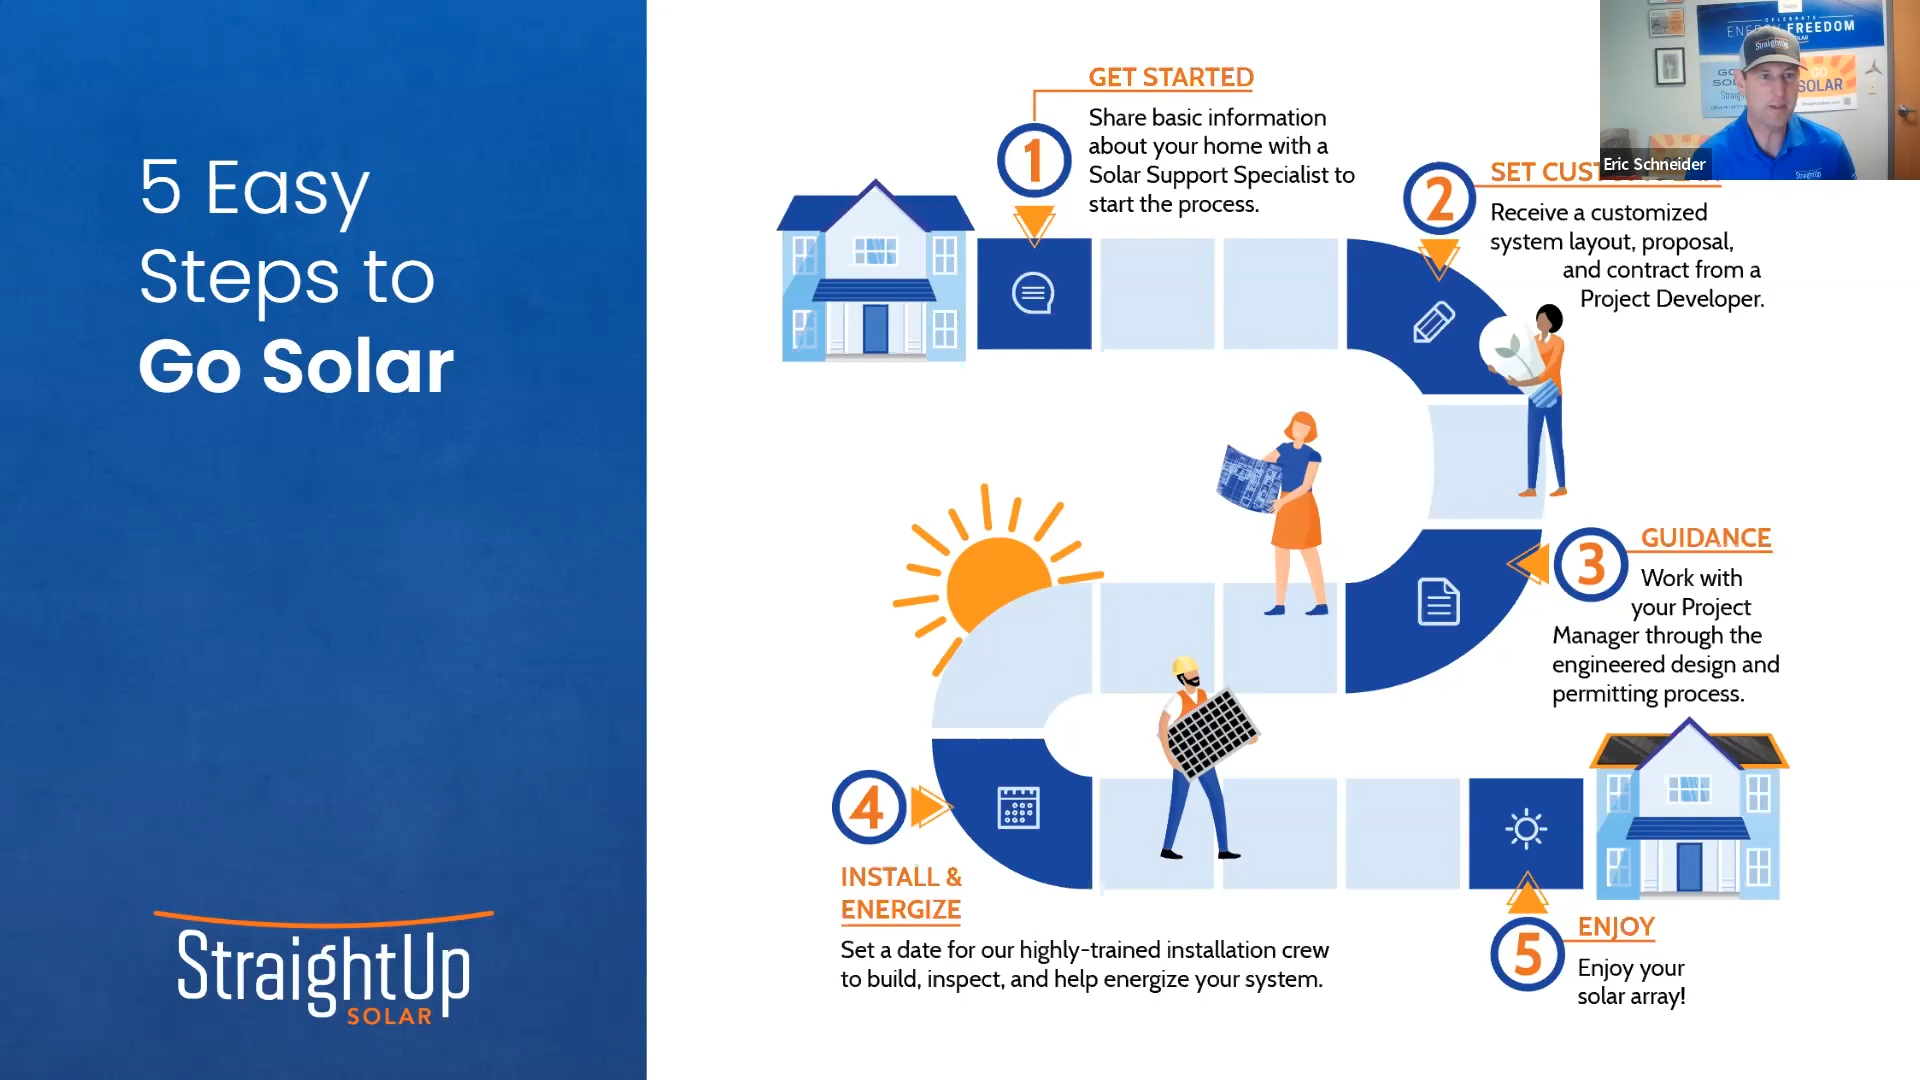 5 Easy
Steps to
Go Solar
StraightUp
SOLAR
GET STARTED
1
Share basic information
about your home with a
Solar Support Specialist to
start the process.
2
SET
Receive a customized
system layout, proposal,
and contract from a
Project Developer.
3
GUIDANCE
Work with
your Project
Manager through the
engineered design and
permitting process.
4
INSTALL &
ENERGIZE
Set a date for our highly-trained installation crew
to build, inspect, and help energize your system.
5
ENJOY
Enjoy your
solar array!
CELEBRATE
FREEDOM
StraightUp
GO
SOLAR
Eric Schneider
StraightUp